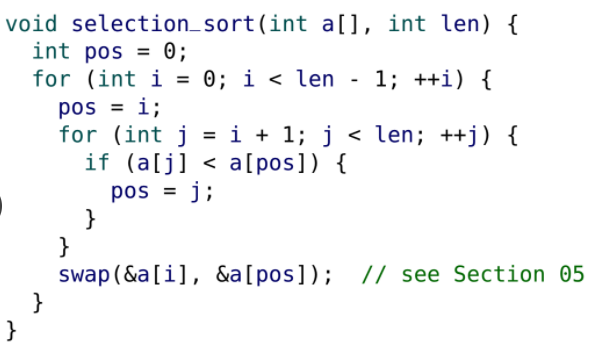 void selection_sort(int a[], int len) {
  int pos = 0;
  for (int i = 0; i < len - 1; ++i) {
    pos = i;
    for (int j = i + 1; j < len; ++j) {
      if (a[j] < a[pos]) {
        pos = j;
      }
    }
    swap(&a[i], &a[pos]);  // see Section 05
  }
}